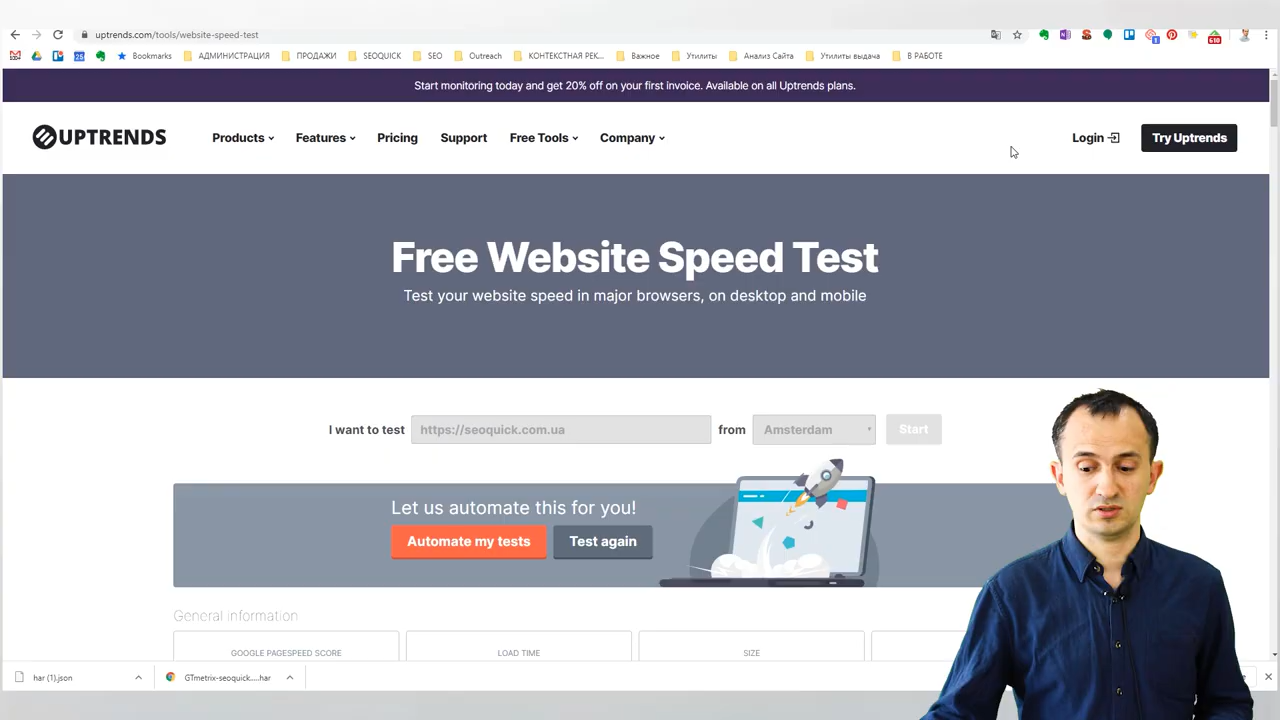 uptrends.com/tools/website-speed-test
Bookmarks АДМИНИСТРАЦИЯ ПРОДАЖИ SEOQUICK SEO Outreach КОНТЕКСТНАЯ РЕК... Важное Утилиты Анализ Сайта Утилиты выдача В РАБОТЕ
Start monitoring today and get 20% off on your first invoice. Available on all Uptrends plans.
UPTRENDS Products Features Pricing Support Free Tools Company Login Try Uptrends
Free Website Speed Test
Test your website speed in major browsers, on desktop and mobile
I want to test https://seoquick.com.ua from Amsterdam Start
Let us automate this for you!
Automate my tests Test again
General information
GOOGLE PAGESPEED SCORE LOAD TIME SIZE
har (1).json GTmetrix-seoquick....har